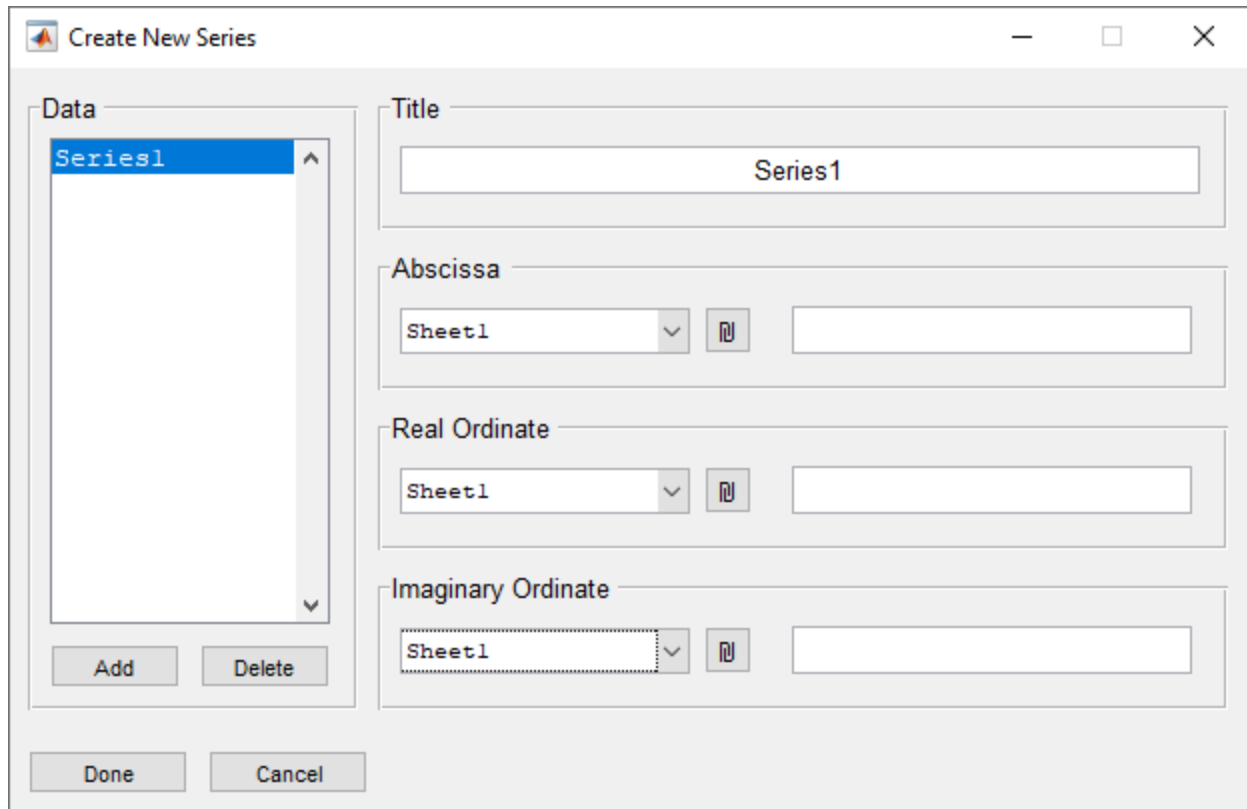 Create New Series
Data
Series1
Add
Delete
Title
Series1
Abscissa
Sheet1
₪
Real Ordinate
Sheet1
₪
Imaginary Ordinate
Sheet1
₪
Done
Cancel